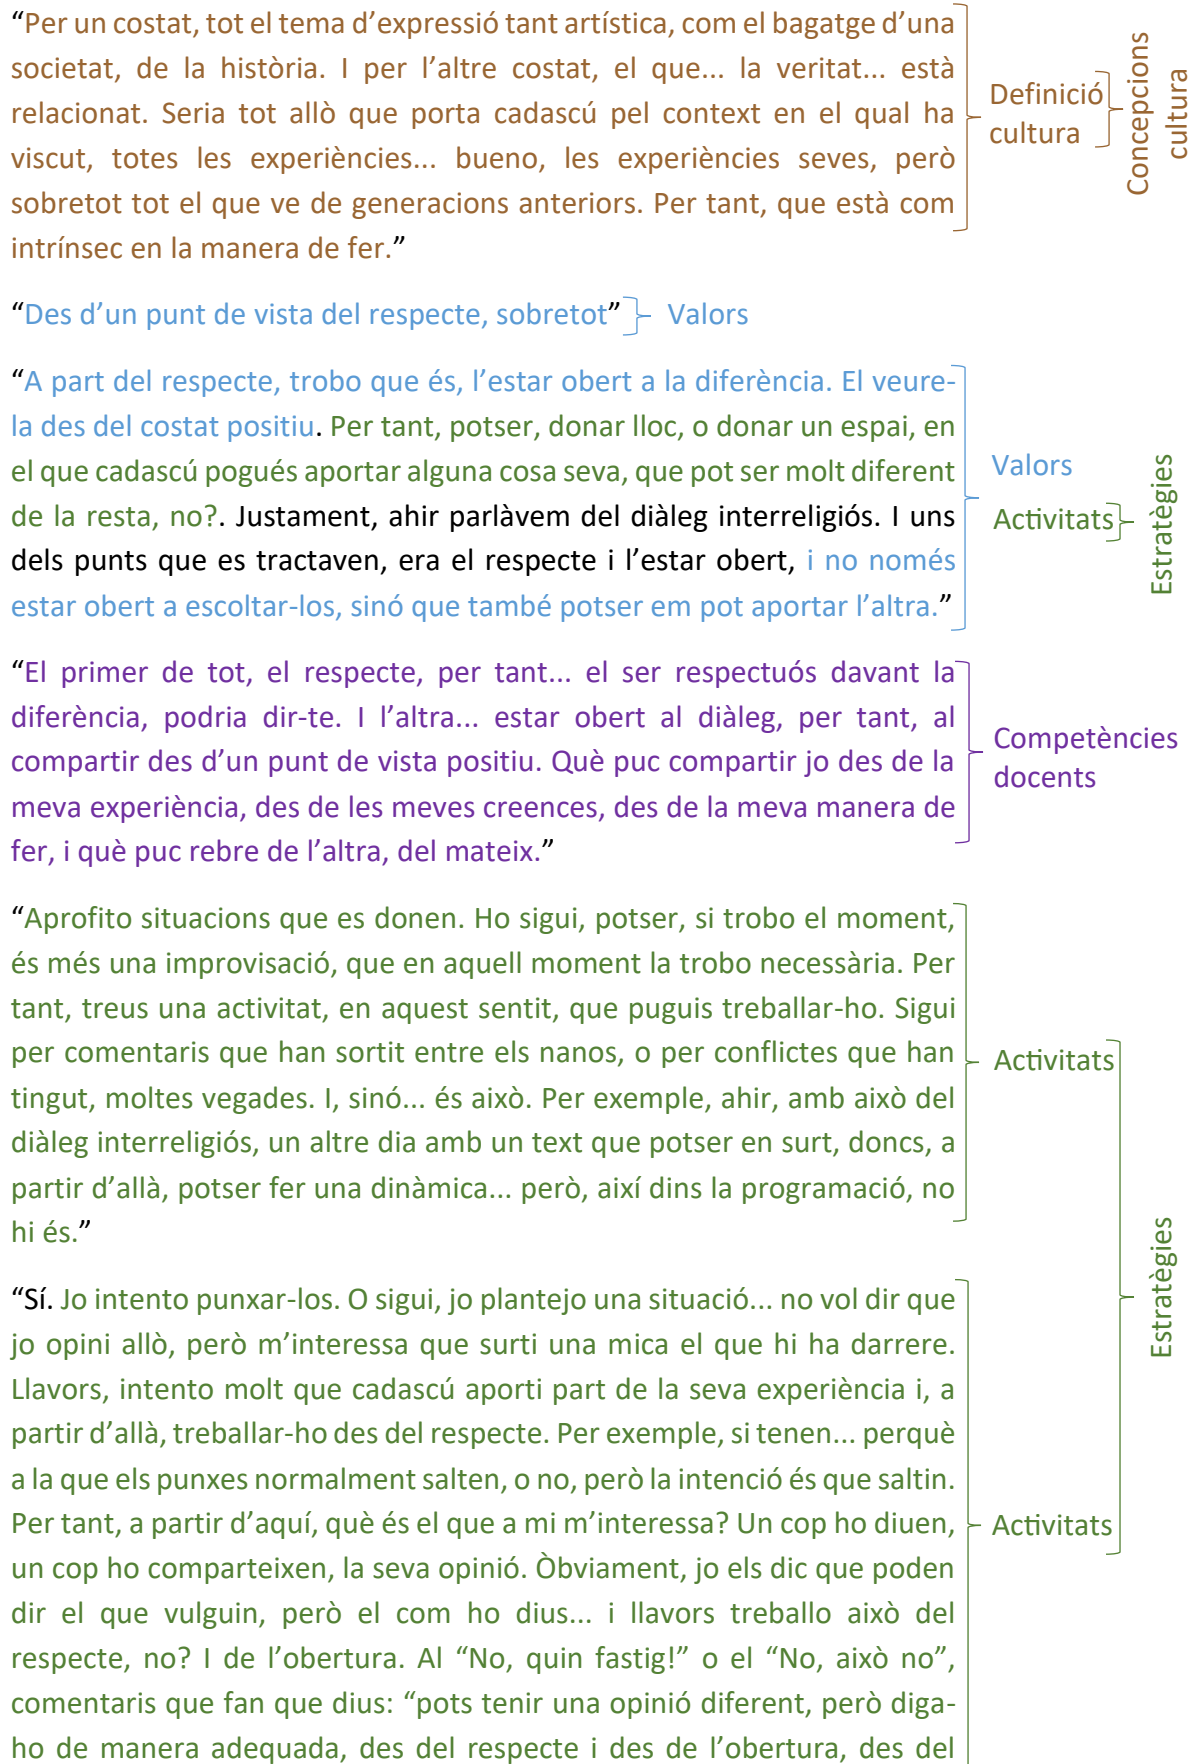 “Per un costat, tot el tema d’expressió tant artística, com el bagatge d’una
societat, de la història. I per l’altre costat, el que... la veritat... està
relacionat. Seria tot allò que porta cadascú pel context en el qual ha
viscut, totes les experiències... bueno, les experiències seves, però
sobretot tot el que ve de generacions anteriors. Per tant, que està com
intrínsec en la manera de fer.”
Definició
cultura
Concepcions
cultura
“Des d’un punt de vista del respecte, sobretot”
Valors
“A part del respecte, trobo que és, l’estar obert a la diferència. El veure-
la des del costat positiu. Per tant, potser, donar lloc, o donar un espai, en
el que cadascú pogués aportar alguna cosa seva, que pot ser molt diferent
de la resta, no?. Justament, ahir parlàvem del diàleg interreligiós. I uns
dels punts que es tractaven, era el respecte i l’estar obert, i no només
estar obert a escoltar-los, sinó que també potser em pot aportar l’altra.”
Valors
Activitats
Estratègies
“El primer de tot, el respecte, per tant... el ser respectuós davant la
diferència, podria dir-te. I l’altra... estar obert al diàleg, per tant, al
compartir des d’un punt de vista positiu. Què puc compartir jo des de la
meva experiència, des de les meves creences, des de la meva manera de
fer, i què puc rebre de l’altra, del mateix.”
Competències
docents
“Aprofito situacions que es donen. Ho sigui, potser, si trobo el moment,
és més una improvisació, que en aquell moment la trobo necessària. Per
tant, treus una activitat, en aquest sentit, que puguis treballar-ho. Sigui
per comentaris que han sortit entre els nanos, o per conflictes que han
tingut, moltes vegades. I, sinó... és això. Per exemple, ahir, amb això del
diàleg interreligiós, un altre dia amb un text que potser en surt, doncs, a
partir d’allà, potser fer una dinàmica... però, així dins la programació, no
hi és.”
Activitats
Estratègies
“Sí. Jo intento punxar-los. O sigui, jo plantejo una situació... no vol dir que
jo opini allò, però m’interessa que surti una mica el que hi ha darrere.
Llavors, intento molt que cadascú aporti part de la seva experiència i, a
partir d’allà, treballar-ho des del respecte. Per exemple, si tenen... perquè
a la que els punxes normalment salten, o no, però la intenció és que saltin.
Per tant, a partir d’aquí, què és el que a mi m’interessa? Un cop ho diuen,
un cop ho comparteixen, la seva opinió. Òbviament, jo els dic que poden
dir el que vulguin, però el com ho dius... i llavors treballo això del
respecte, no? I de l’obertura. Al “No, quin fastig!” o el “No, això no”,
comentaris que fan que dius: “pots tenir una opinió diferent, però diga-
ho de manera adequada, des del respecte i des de l’obertura, des del
Activitats